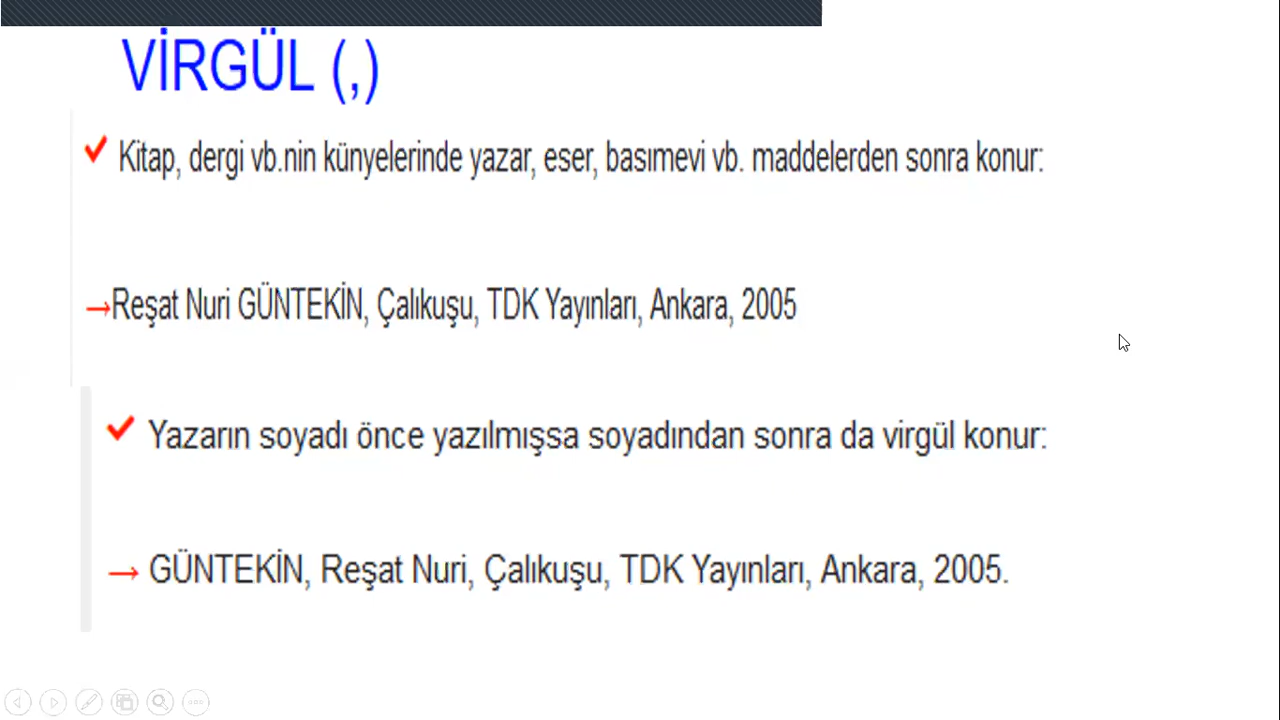 VİRGÜL (,)
Kitap, dergi vb.nin künyelerinde yazar, eser, basımevi vb. maddelerden sonra konur:
→Reşat Nuri GÜNTEKİN, Çalıkuşu, TDK Yayınları, Ankara, 2005
Yazarın soyadı önce yazılmışsa soyadından sonra da virgül konur:
→ GÜNTEKİN, Reşat Nuri, Çalıkuşu, TDK Yayınları, Ankara, 2005.